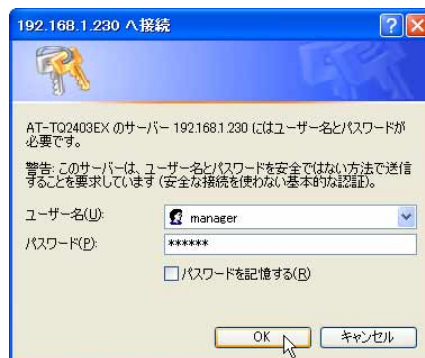 192.168.1.230 へ接続
AT-TQ2403EX のサーバー 192.168.1.230 にはユーザー名とパスワードが
必要です。
警告: このサーバーは、ユーザー名とパスワードを安全ではない方法で送信
することを要求しています (安全な接続を使わない基本的な認証)。
ユーザー名(U):
manager
パスワード(P):
******
パスワードを記憶する(R)
OK
キャンセル